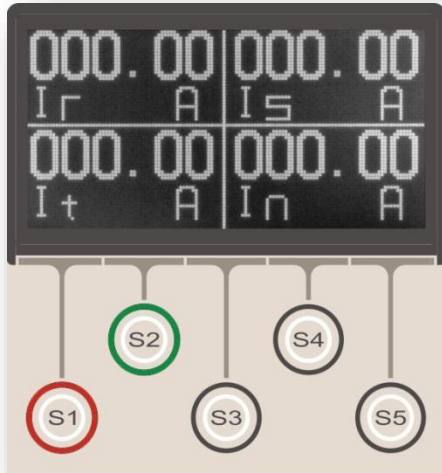 000.00 000.00
Ir A Is A
000.00 000.00
It A In A
S2 S4
S1 S3 S5